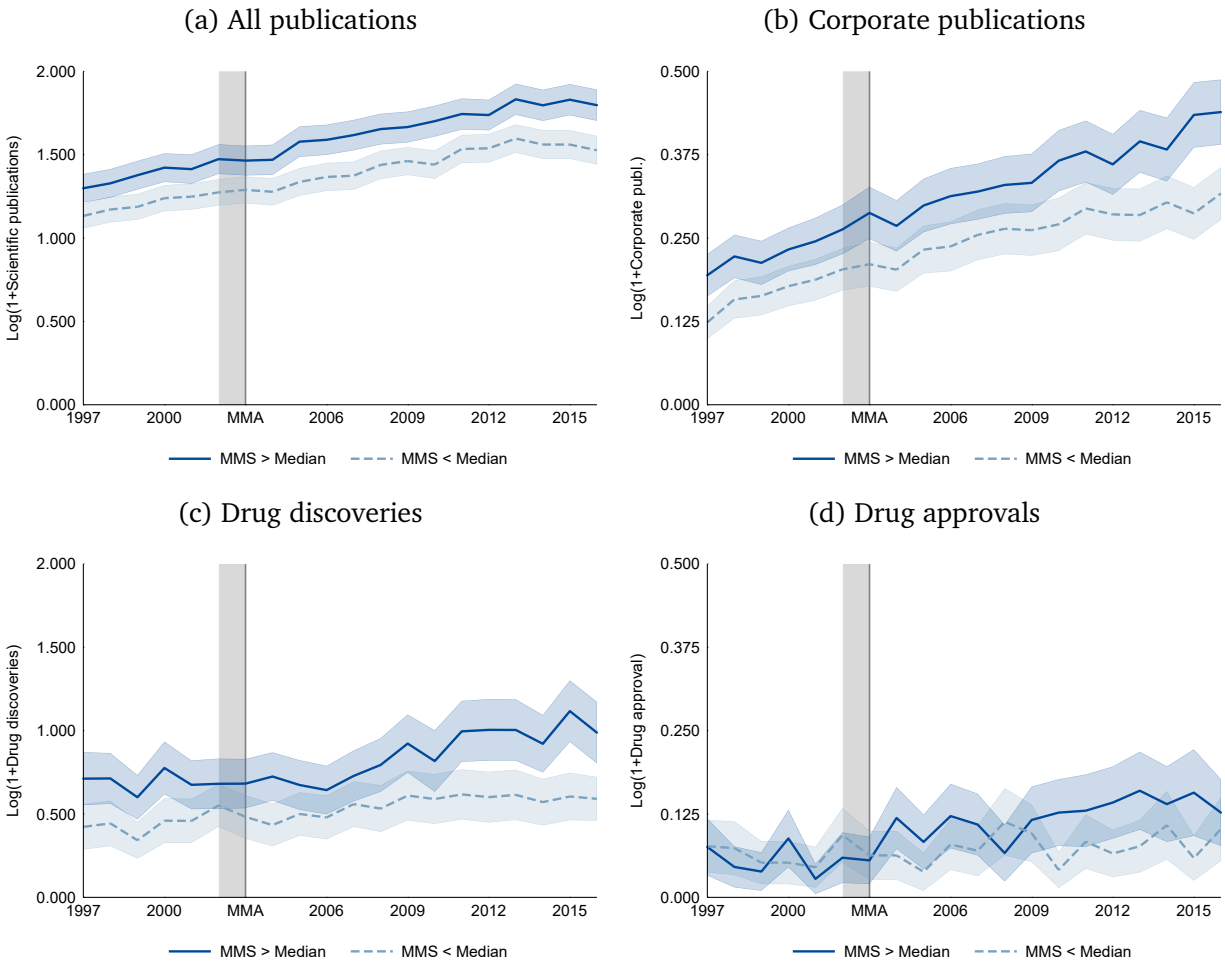 (a) All publications
2.000
1.500
1.000
0.500
0.000
Log(1+Scientific publications)
1997 2000 MMA 2006 2009 2012 2015
MMS > Median MMS < Median
(b) Corporate publications
0.500
0.375
0.250
0.125
0.000
Log(1+Corporate publ.)
1997 2000 MMA 2006 2009 2012 2015
MMS > Median MMS < Median
(c) Drug discoveries
2.000
1.500
1.000
0.500
0.000
Log(1+Drug discoveries)
1997 2000 MMA 2006 2009 2012 2015
MMS > Median MMS < Median
(d) Drug approvals
0.500
0.375
0.250
0.125
0.000
Log(1+Drug approval)
1997 2000 MMA 2006 2009 2012 2015
MMS > Median MMS < Median